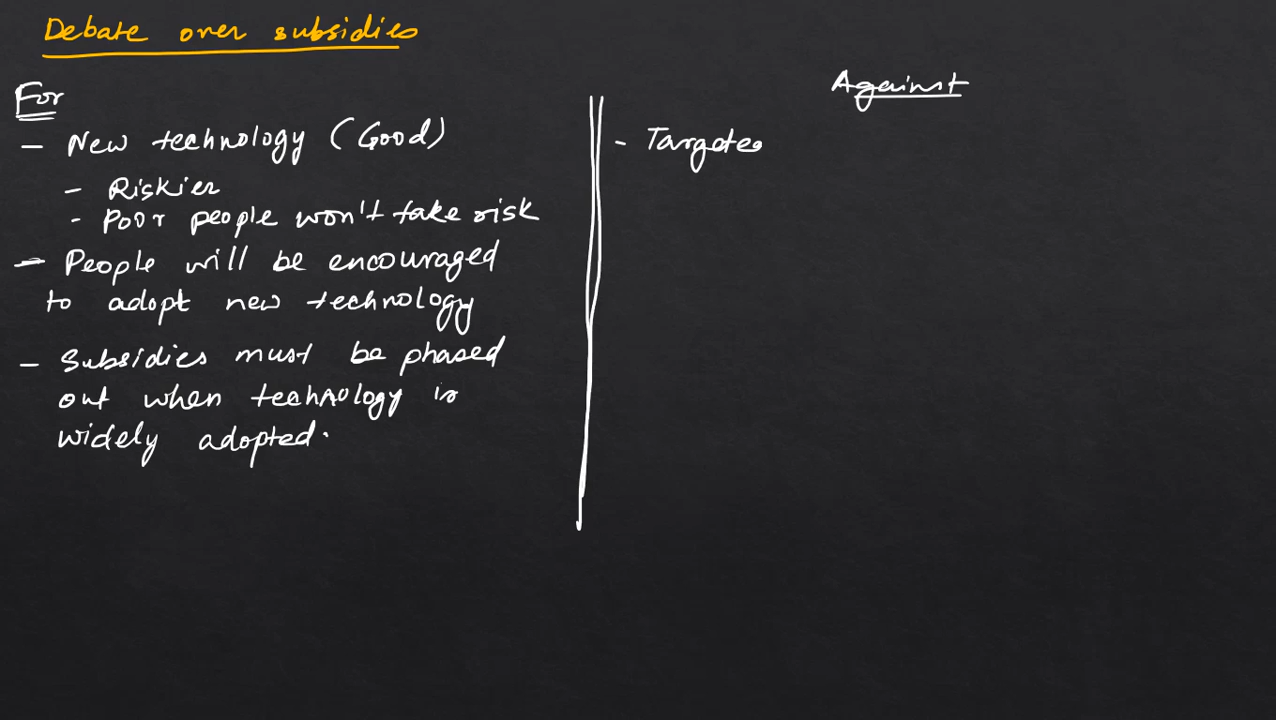 Debate over subsidies
For
- New technology (Good)
- Riskier
- Poor people won't take risk
- People will be encouraged
to adopt new technology
- Subsidies must be phased
out when technology is
widely adopted.
Against
- Targetes